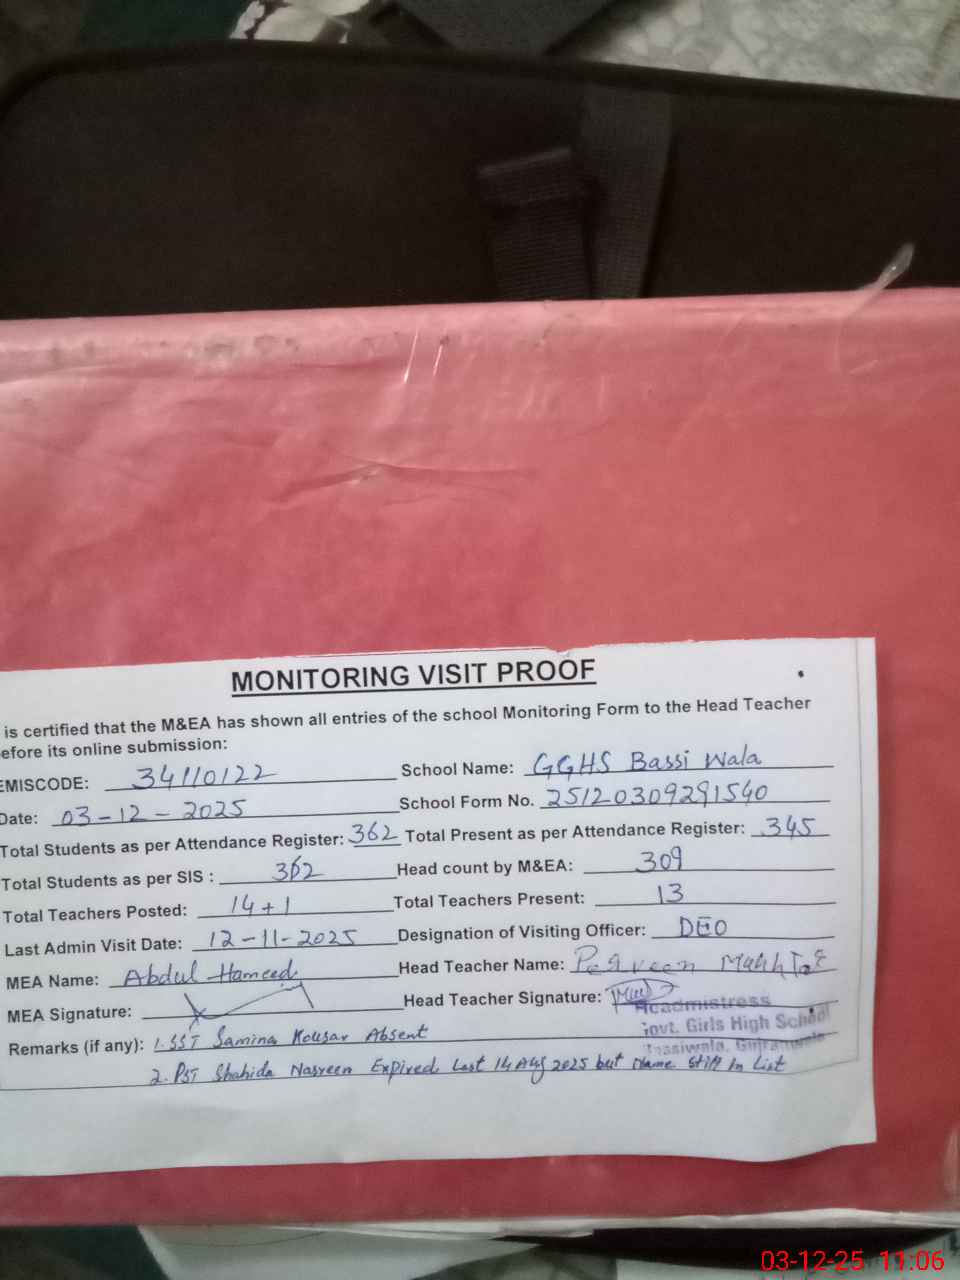 MONITORING VISIT PROOF
is certified that the M&EA has shown all entries of the school Monitoring Form to the Head Teacher
efore its online submission:
EMISCODE: 34110122 School Name: GGHS Bassi Wala
Date: 03-12-2025 School Form No. 25120309291540
Total Students as per Attendance Register: 362 Total Present as per Attendance Register: 345
Total Students as per SIS : 362 Head count by M&EA: 309
Total Teachers Posted: 14+1 Total Teachers Present: 13
Last Admin Visit Date: 12-11-2025 Designation of Visiting Officer: DEO
MEA Name: Abdul Hameed Head Teacher Name: Perveen
MEA Signature: Head Teacher Signature:
Headmistress
Govt. Girls High School
Remarks (if any): 1. SST Samina Kousar Absent
2. PST Shahida Nasreen Expired Last 14 Aug 2025 but Name Still In List
03-12-25 11:06